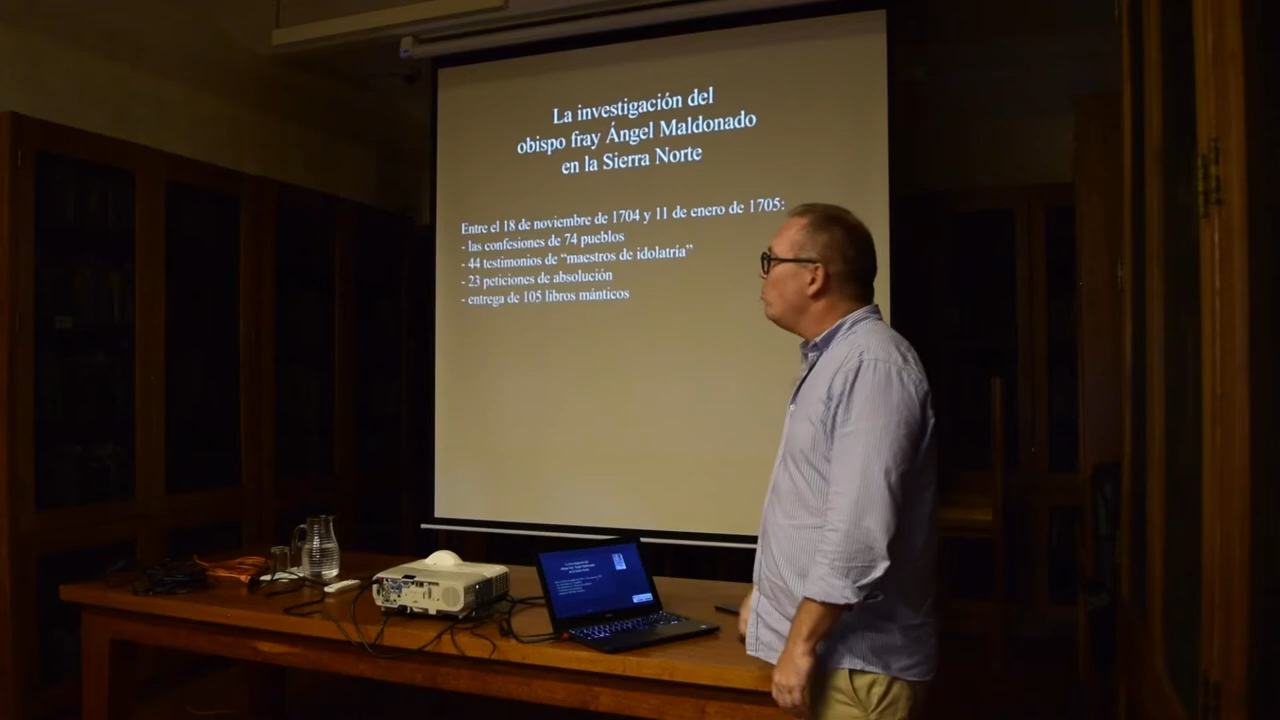 La investigación del
obispo fray Ángel Maldonado
en la Sierra Norte
Entre el 18 de noviembre de 1704 y 11 de enero de 1705:
- las confesiones de 74 pueblos
- 44 testimonios de “maestros de idolatría”
- 23 peticiones de absolución
- entrega de 105 libros mánticos